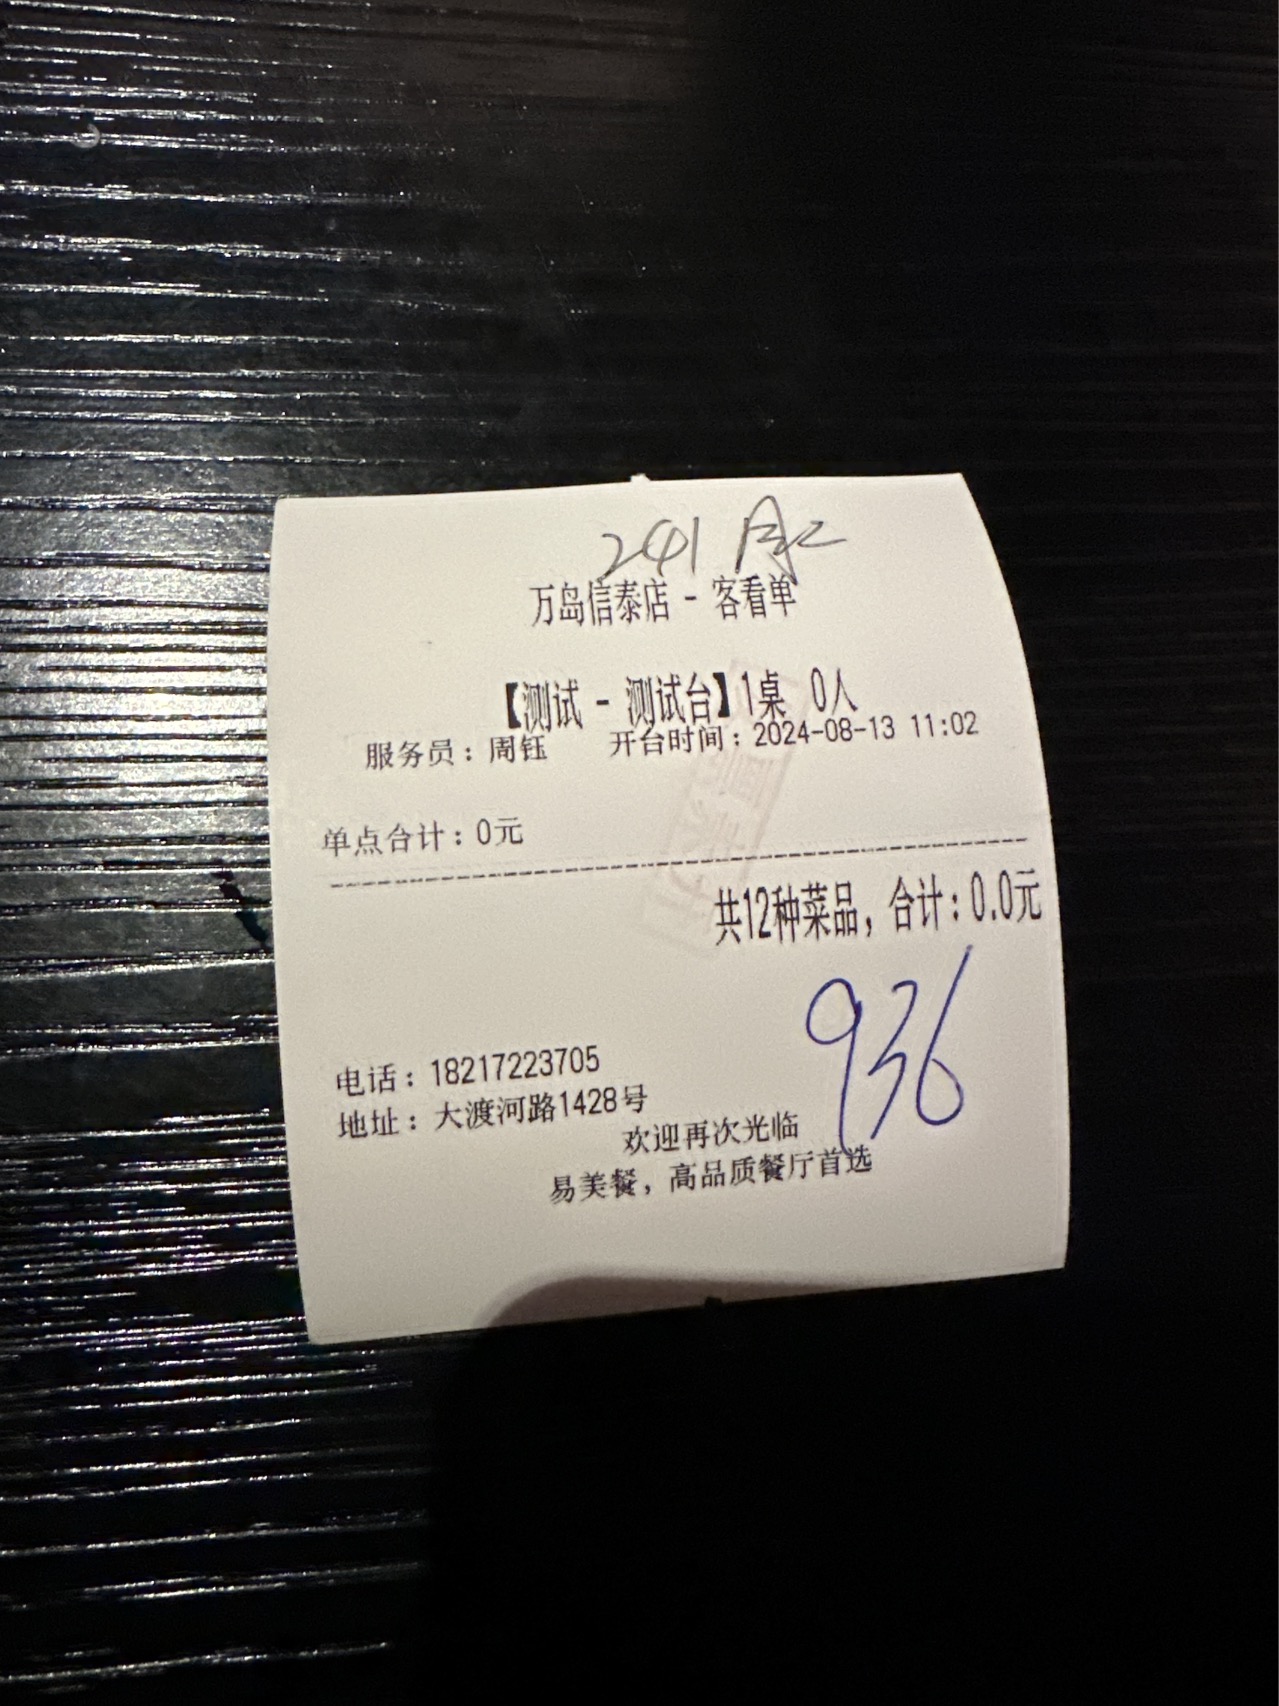 241
万岛信泰店 - 客看单
【测试 - 测试台】1桌 0人
服务员：周钰 开台时间：2024-08-13 11:02
单点合计：0元
共12种菜品，合计：0.0元
936
电话：18217223705
地址：大渡河路1428号
欢迎再次光临
易美餐，高品质餐厅首选